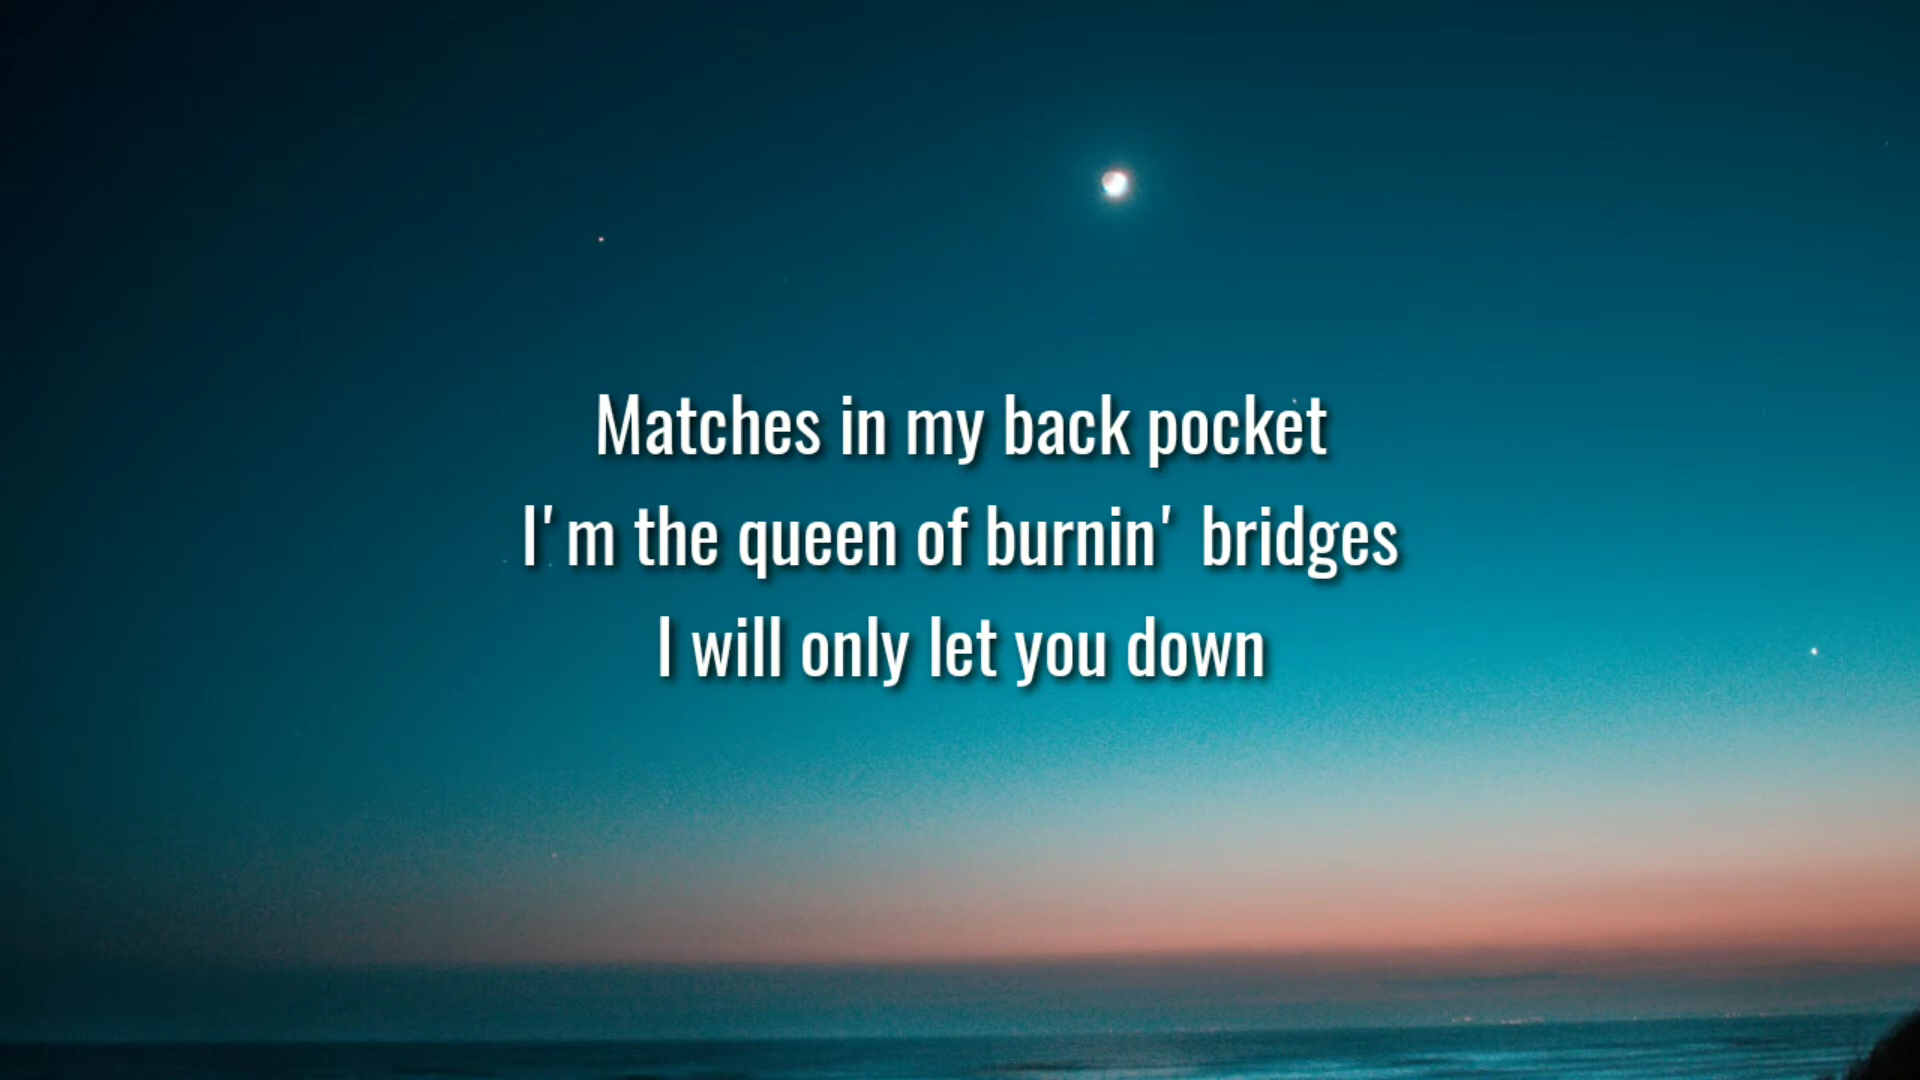 Matches in my back pocket
I'm the queen of burnin' bridges
I will only let you down